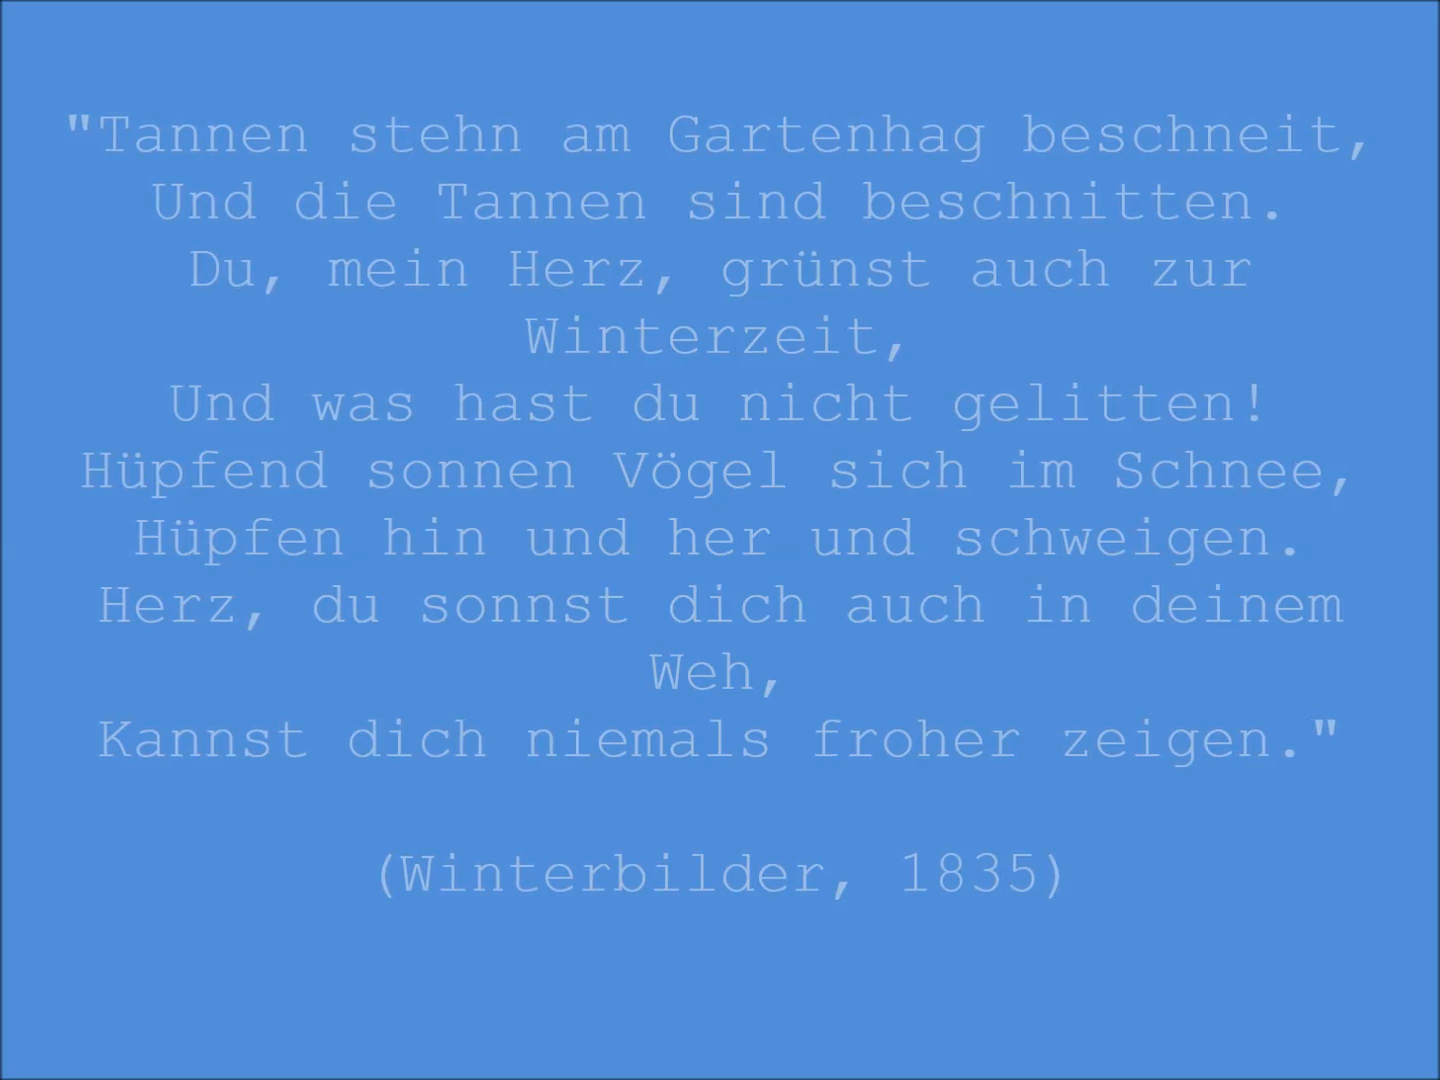 "Tannen stehn am Gartenhag beschneit,
Und die Tannen sind beschnitten.
Du, mein Herz, grünst auch zur
Winterzeit,
Und was hast du nicht gelitten!
Hüpfend sonnen Vögel sich im Schnee,
Hüpfen hin und her und schweigen.
Herz, du sonnst dich auch in deinem
Weh,
Kannst dich niemals froher zeigen."
(Winterbilder, 1835)